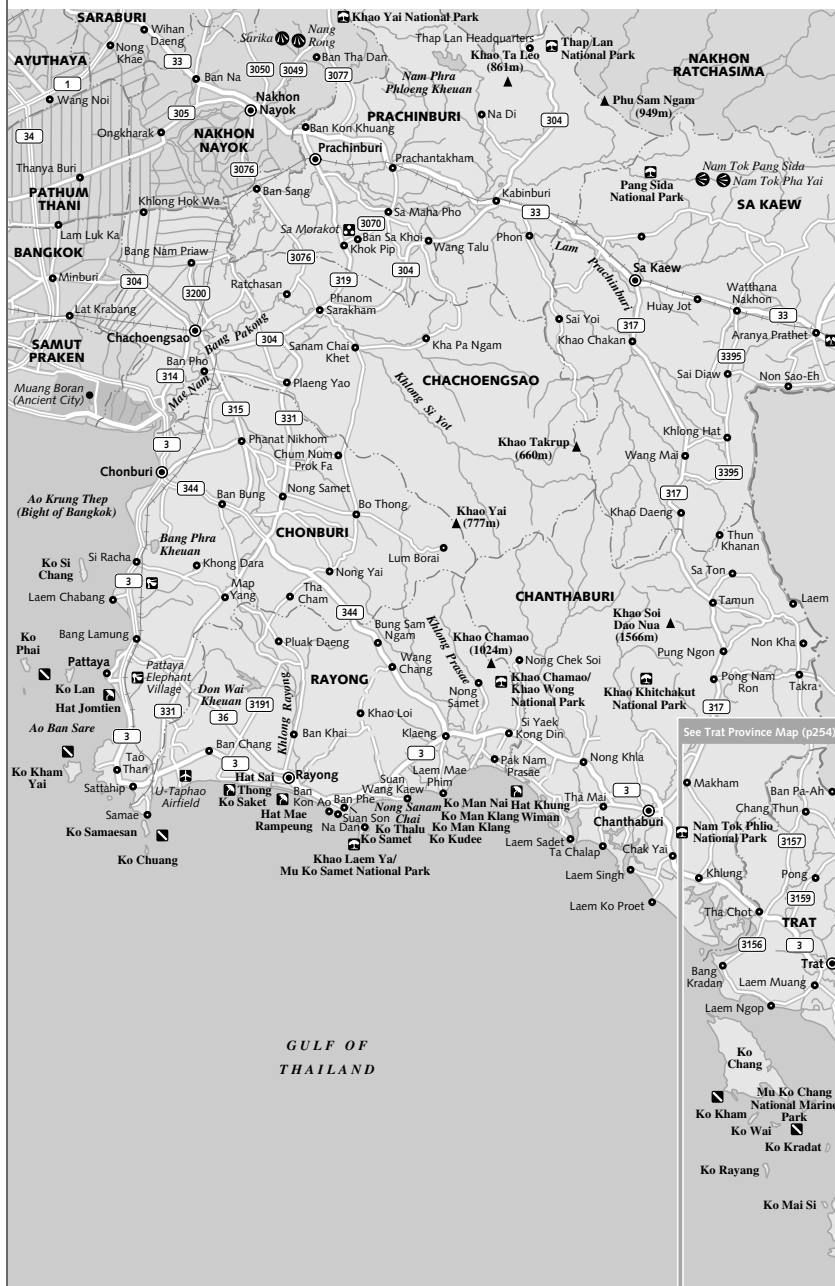 SARABURI
Wihan
Daeng
Nong
Khae
Sarika
Nang
Rong
Khao Yai National Park
Thap Lan Headquarters
Khao Ta Leo
(861m)
Thap Lan
National Park
NAKHON
RATCHASIMA
AYUTHAYA
33
3050
3049
Ban Tha Dan
3077
Nam Phra
Phloeng Kheuan
1
Ban Na
Wang Noi
Nakhon
Nayok
PRACHINBURI
Na Di
Phu Sam Ngam
(949m)
305
304
34
Ongkharak
NAKHON
NAYOK
Ban Kon Khuang
Prachinburi
Prachantakham
Thanya Buri
3076
PATHUM
THANI
Khlong Hok Wa
Ban Sang
Kabinburi
Pang Sida
National Park
Nam Tok Pang Sida
Nam Tok Pha Yai
SA KAEW
Sa Morakot
3070
Sa Maha Pho
33
Lam Luk Ka
Ban Sa Khoi
Khok Pip
Wang Talu
Phon
Lam Prachinburi
BANGKOK
Bang Nam Priaw
3076
304
319
Sa Kaew
Minburi
304
3200
Ratchasan
Phanom
Sarakham
Huay Jot
Watthana
Nakhon
Lat Krabang
Sai Yoi
33
Chachoengsao
Mae Nam Bang Pakong
304
Sanam Chai
Khet
Kha Pa Ngam
317
Khao Chakan
Aranya Prathet
SAMUT
PRAKEN
Ban Pho
3395
314
Plaeng Yao
CHACHOENGSAO
Sai Diaw
Non Sao-Eh
Muang Boran
(Ancient City)
315
331
Khlong Si Yot
3
Phanat Nikhom
Chum Num
Prok Fa
Khao Takrup
(660m)
Khlong Hat
Wang Mai
3395
Chonburi
344
Ban Bung
Nong Samet
317
Ao Krung Thep
(Bight of Bangkok)
Bo Thong
Khao Yai
(777m)
Khao Daeng
CHONBURI
Bang Phra
Kheuan
Thun
Khanan
Ko Si
Chang
Si Racha
Lum Borai
Khong Dara
Nong Yai
Sa Ton
3
Map
Yang
Tha
Cham
CHANTHABURI
Laem Chabang
344
Tamun
Laem
Bang Lamung
Bung Sam
Ngam
Khlong Prasae
Khao Soi
Dao Nua
(1566m)
Ko
Phai
Pluak Daeng
Khao Chamao
(1024m)
Non Kha
Pattaya
Pattaya
Elephant
Village
Wang
Chang
Nong Chek Soi
Pung Ngon
Ko Lan
Hat Jomtien
Don Wai
Kheuan
RAYONG
Nong
Samet
Khao Chamao/
Khao Wong
National Park
Khao Khitchakut
National Park
Pong Nam
Ron
Takra
3191
Khlong Rayong
317
331
36
Khao Loi
Ao Ban Sare
Si Yaek
Kong Din
See Trat Province Map (p254)
3
Ban Khai
Klaeng
Ban Chang
3
Nong Khla
Ko Kham
Yai
Tao
Than
3
Rayong
Pak Nam
Prasae
Makham
Ban Pa-Ah
Sattahip
U-Taphao
Airfield
Hat Sai
Thong
Ko Saket
Ban
Kon Ao
Ban Phe
Suan
Wang Kaew
Laem Mae
Phim
3
Tha Mai
Chang Thun
Hat Mae
Rampeung
Suan Son
Nong Sanam
Chai
Ko Man Nai
Ko Man Klang
Hat Khung
Wiman
Chanthaburi
Samae
Na Dan
Ko Thalu
Ko Man Klang
Nam Tok Phlio
National Park
Ko Samaesan
Ko Samet
Ko Kudee
Laem Sadet
3157
Ko Chuang
Khao Laem Ya/
Mu Ko Samet National Park
Ta Chalap
Chak Yai
Laem Singh
Khlung
Pong
Laem Ko Proet
3159
Tha Chot
TRAT
3156
3
Trat
Bang
Kradan
Laem Muang
Laem Ngop
GULF OF
THAILAND
Ko
Chang
Mu Ko Chang
National Marine
Park
Ko Kham
Ko Wai
Ko Kradat
Ko Rayang
Ko Mai Si